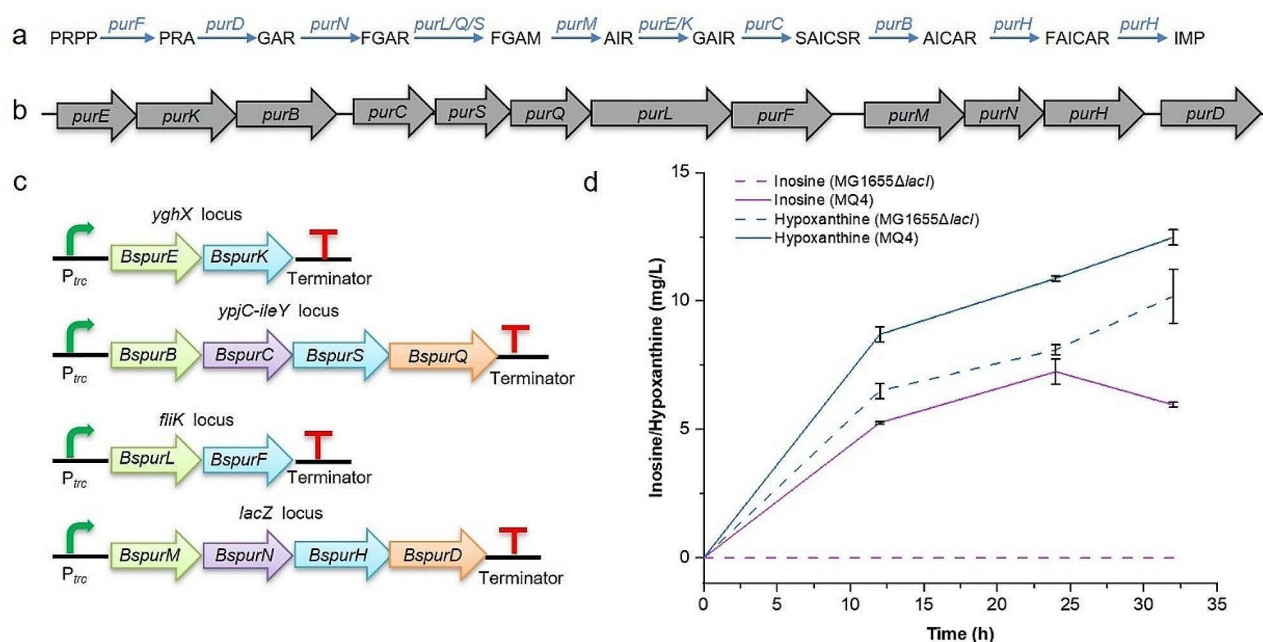 a
purF purD purN purL/Q/S purM purE/K purC purB purH purH
PRPP PRA GAR FGAR FGAM AIR GAIR SAICSR AICAR FAICAR IMP
b
purE purK purB purC purS purQ purL purF purM purN purH purD
c
yghX locus
BspurE BspurK
Ptrc Terminator
ypjC-ileY locus
BspurB BspurC BspurS BspurQ
Ptrc Terminator
fliK locus
BspurL BspurF
Ptrc Terminator
lacZ locus
BspurM BspurN BspurH BspurD
Ptrc Terminator
d
Inosine (MG1655ΔlacI)
Inosine (MQ4)
Hypoxanthine (MG1655ΔlacI)
Hypoxanthine (MQ4)
Inosine/Hypoxanthine (mg/L)
15
10
5
0
0 5 10 15 20 25 30 35
Time (h)